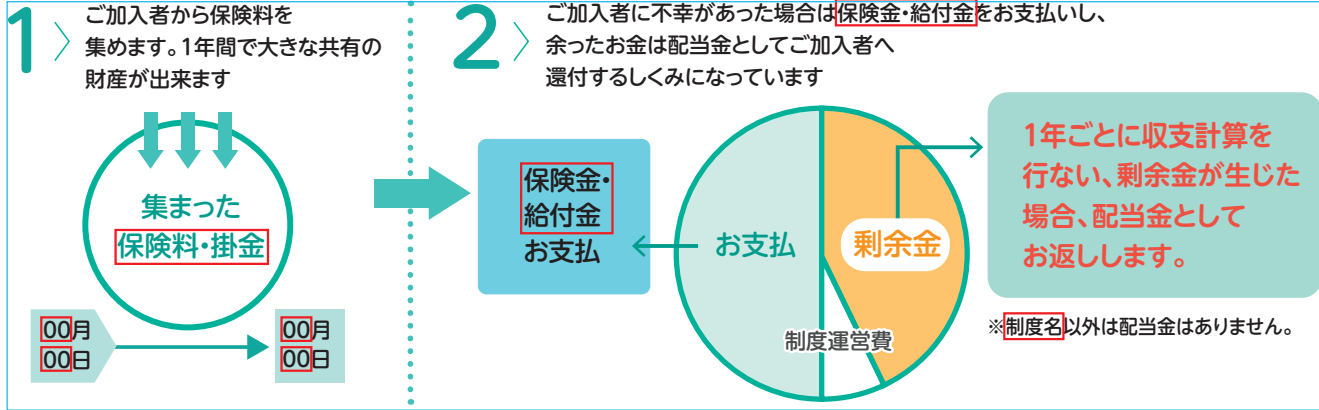 1
ご加入者から保険料を
集めます。1年間で大きな共有の
財産が出来ます
集まった
保険料・掛金
00月
00日
00月
00日
2
ご加入者に不幸があった場合は保険金・給付金をお支払いし、
余ったお金は配当金としてご加入者へ
還付するしくみになっています
保険金・
給付金
お支払
お支払
剰余金
制度運営費
1年ごとに収支計算を
行ない、剰余金が生じた
場合、配当金として
お返しします。
※制度名以外は配当金はありません。